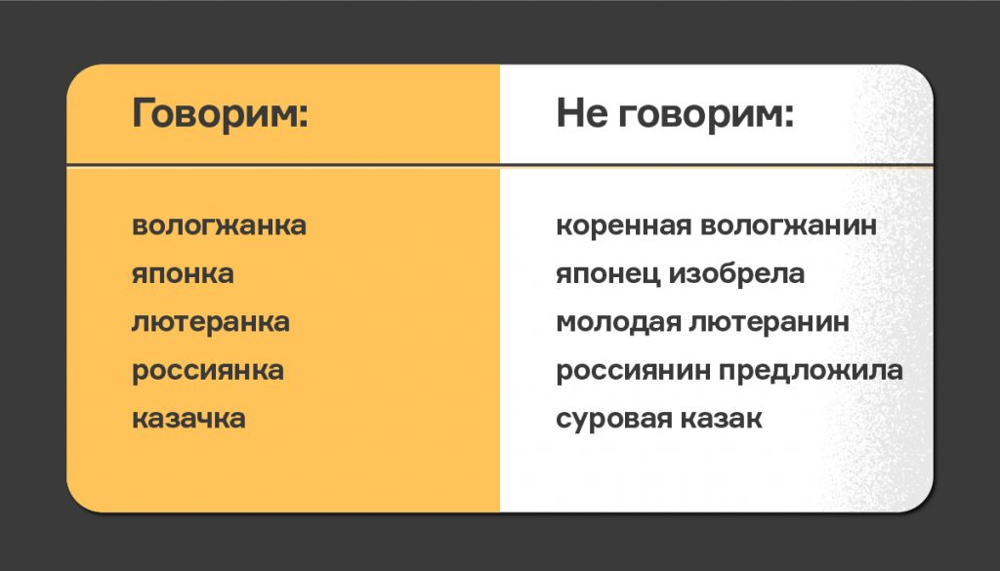 Говорим:
Не говорим:
вологжанка
коренная вологжанин
японка
японец изобрела
лютеранка
молодая лютеранин
россиянка
россиянин предложила
казачка
суровая казак